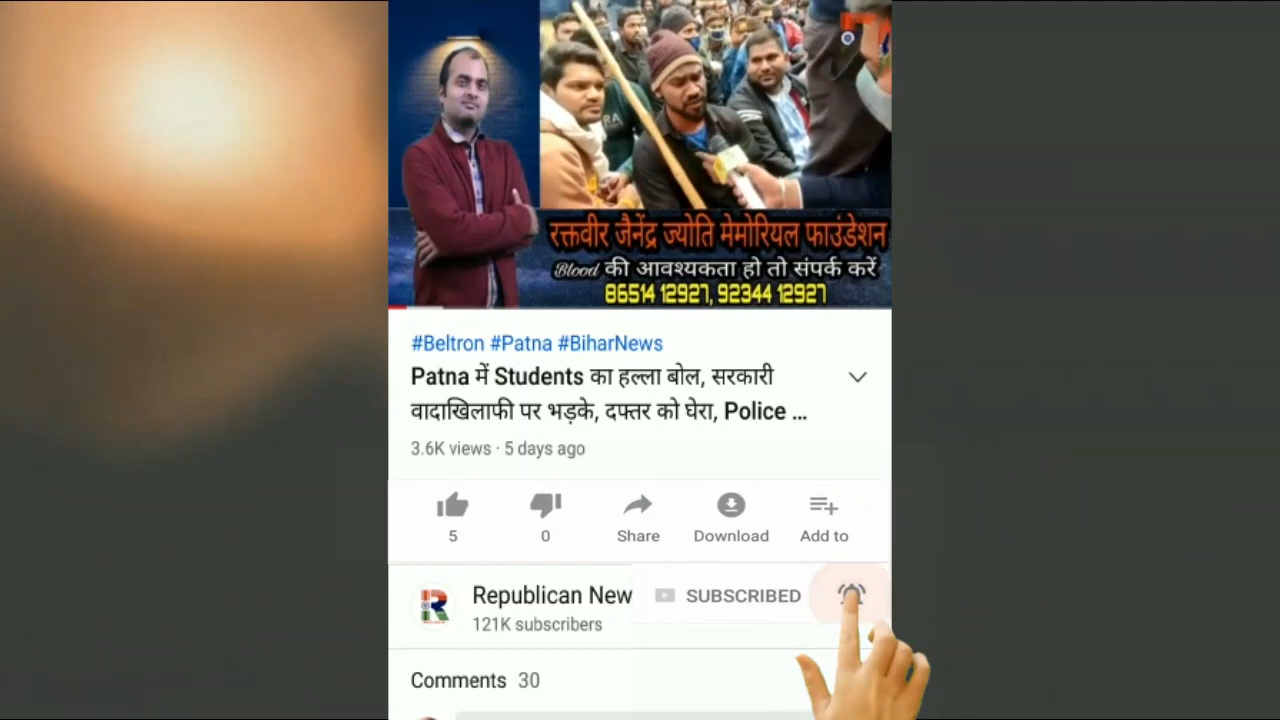 रक्तवीर जैनेंद्र ज्योति मेमोरियल फाउंडेशन
Blood की आवश्यकता हो तो संपर्क करें
86514 12927, 92344 12927
#Beltron #Patna #BiharNews
Patna में Students का हल्ला बोल, सरकारी
वादाखिलाफी पर भड़के, दफ्तर को घेरा, Police ...
3.6K views · 5 days ago
5
0
Share
Download
Add to
Republican New
SUBSCRIBED
121K subscribers
Comments 30